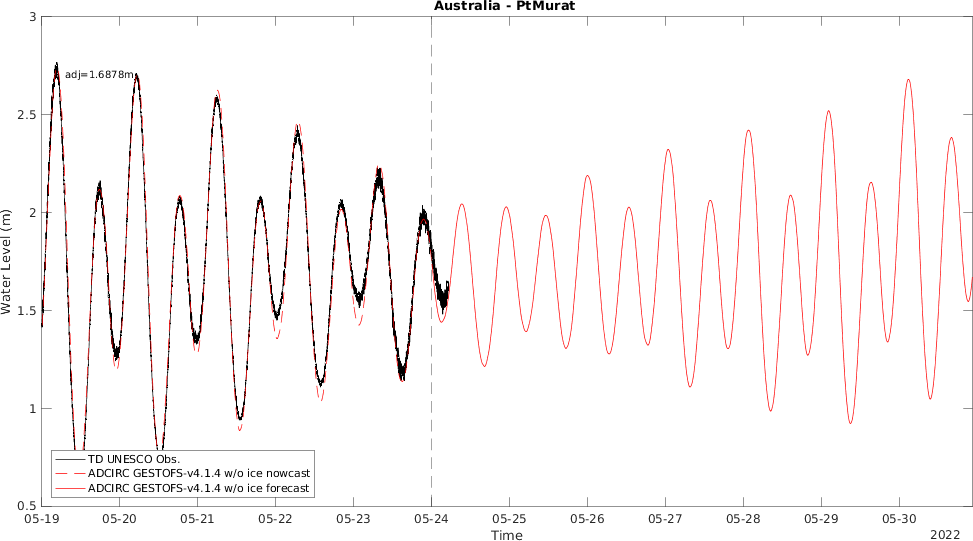 Australia - PtMurat
adj=1.6878m
Water Level (m)
3
2.5
2
1.5
1
0.5
TD UNESCO Obs.
ADCIRC GESTOFS-v4.1.4 w/o ice nowcast
ADCIRC GESTOFS-v4.1.4 w/o ice forecast
05-19 05-20 05-21 05-22 05-23 05-24 05-25 05-26 05-27 05-28 05-29 05-30
Time
2022